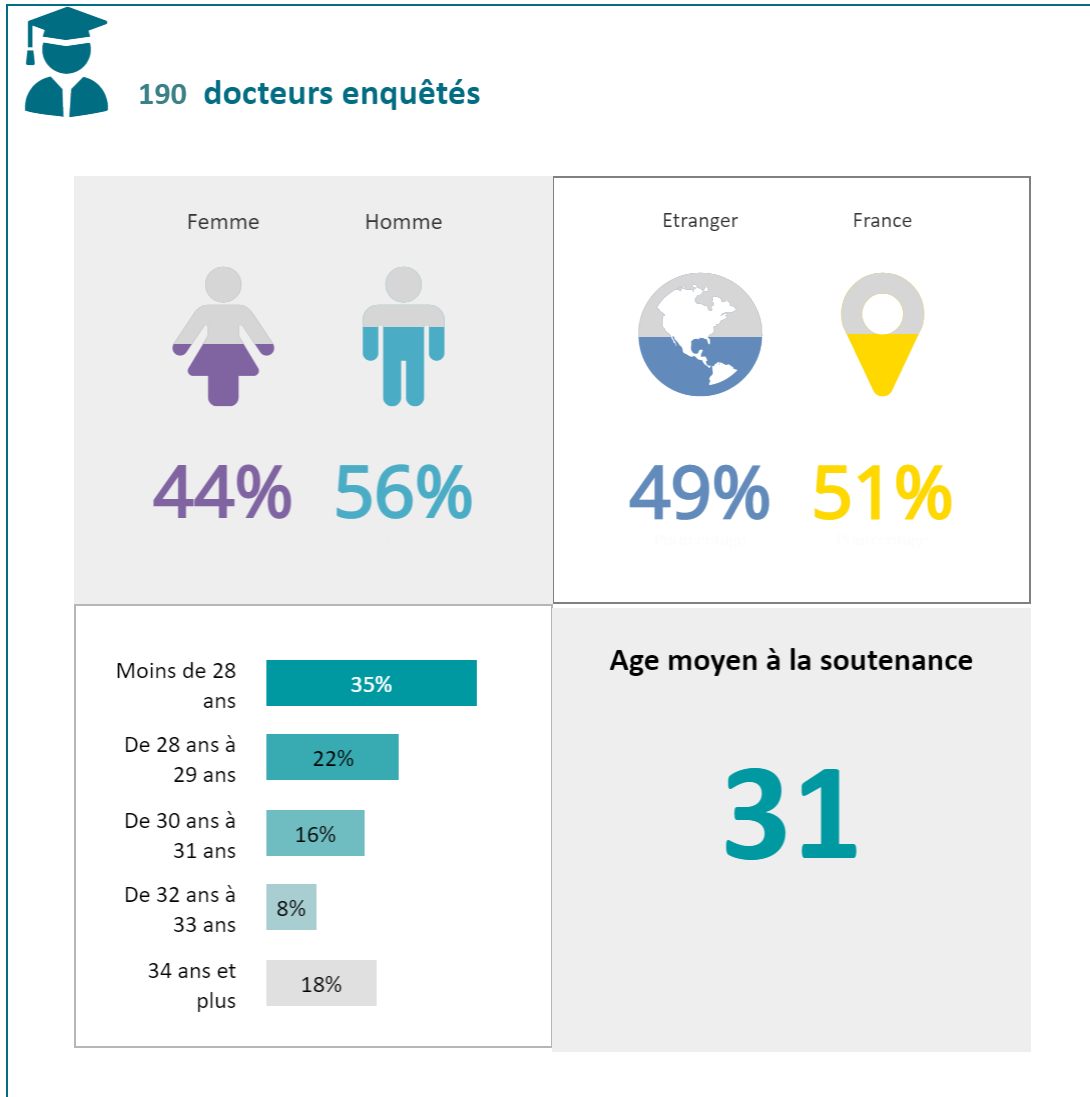 190 docteurs enquêtés
Femme
Homme
44%
56%
Etranger
France
49%
51%
Moins de 28
ans
35%
De 28 ans à
29 ans
22%
De 30 ans à
31 ans
16%
De 32 ans à
33 ans
8%
34 ans et
plus
18%
Age moyen à la soutenance
31